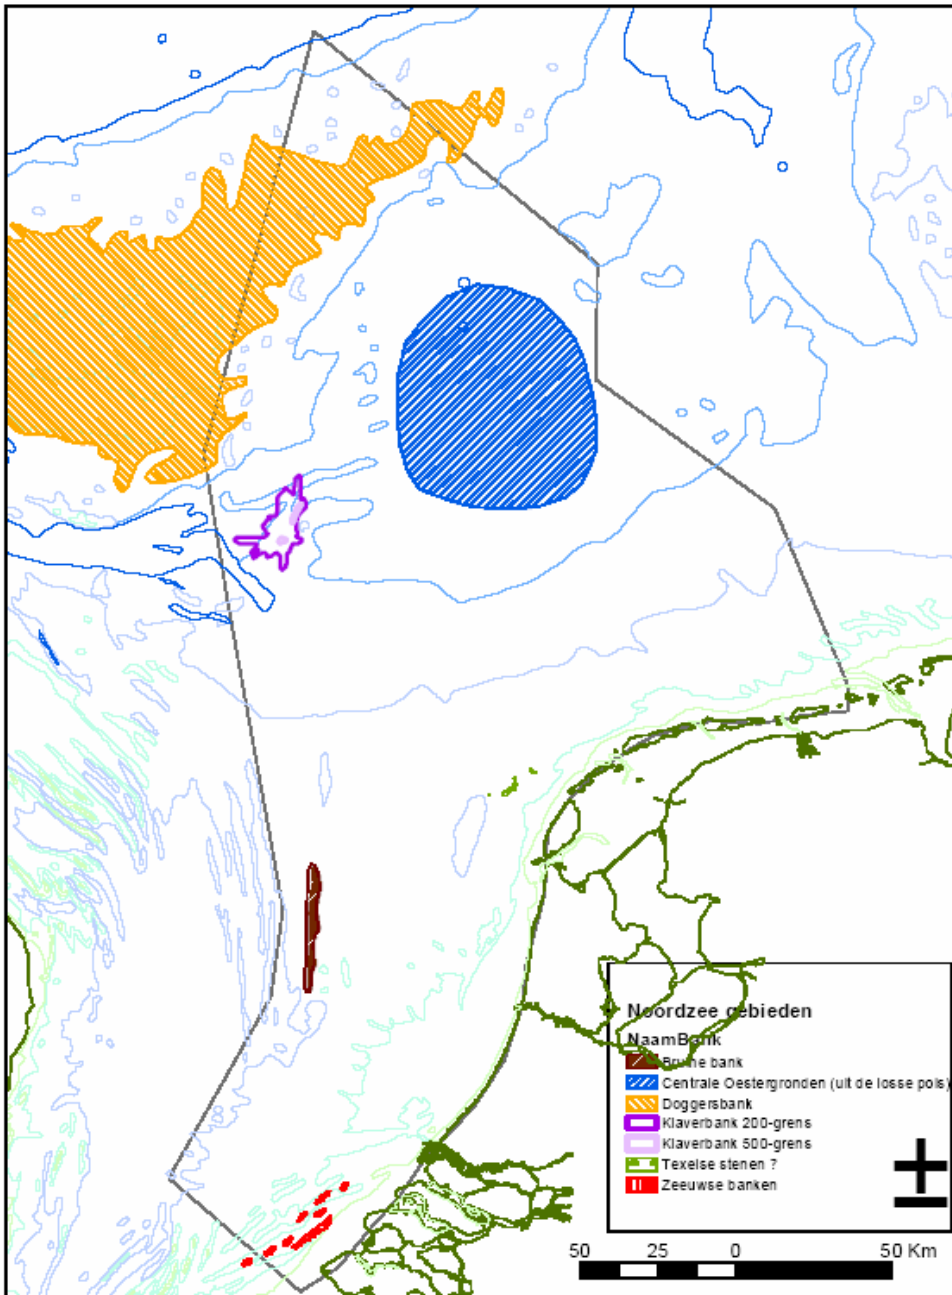 Noordzee gebieden
NaamBank
Bruine bank
Centrale Oestergronden (uit de losse pols)
Doggersbank
Klaverbank 200-grens
Klaverbank 500-grens
Texelse stenen ?
Zeeuwse banken
50 25 0 50 Km